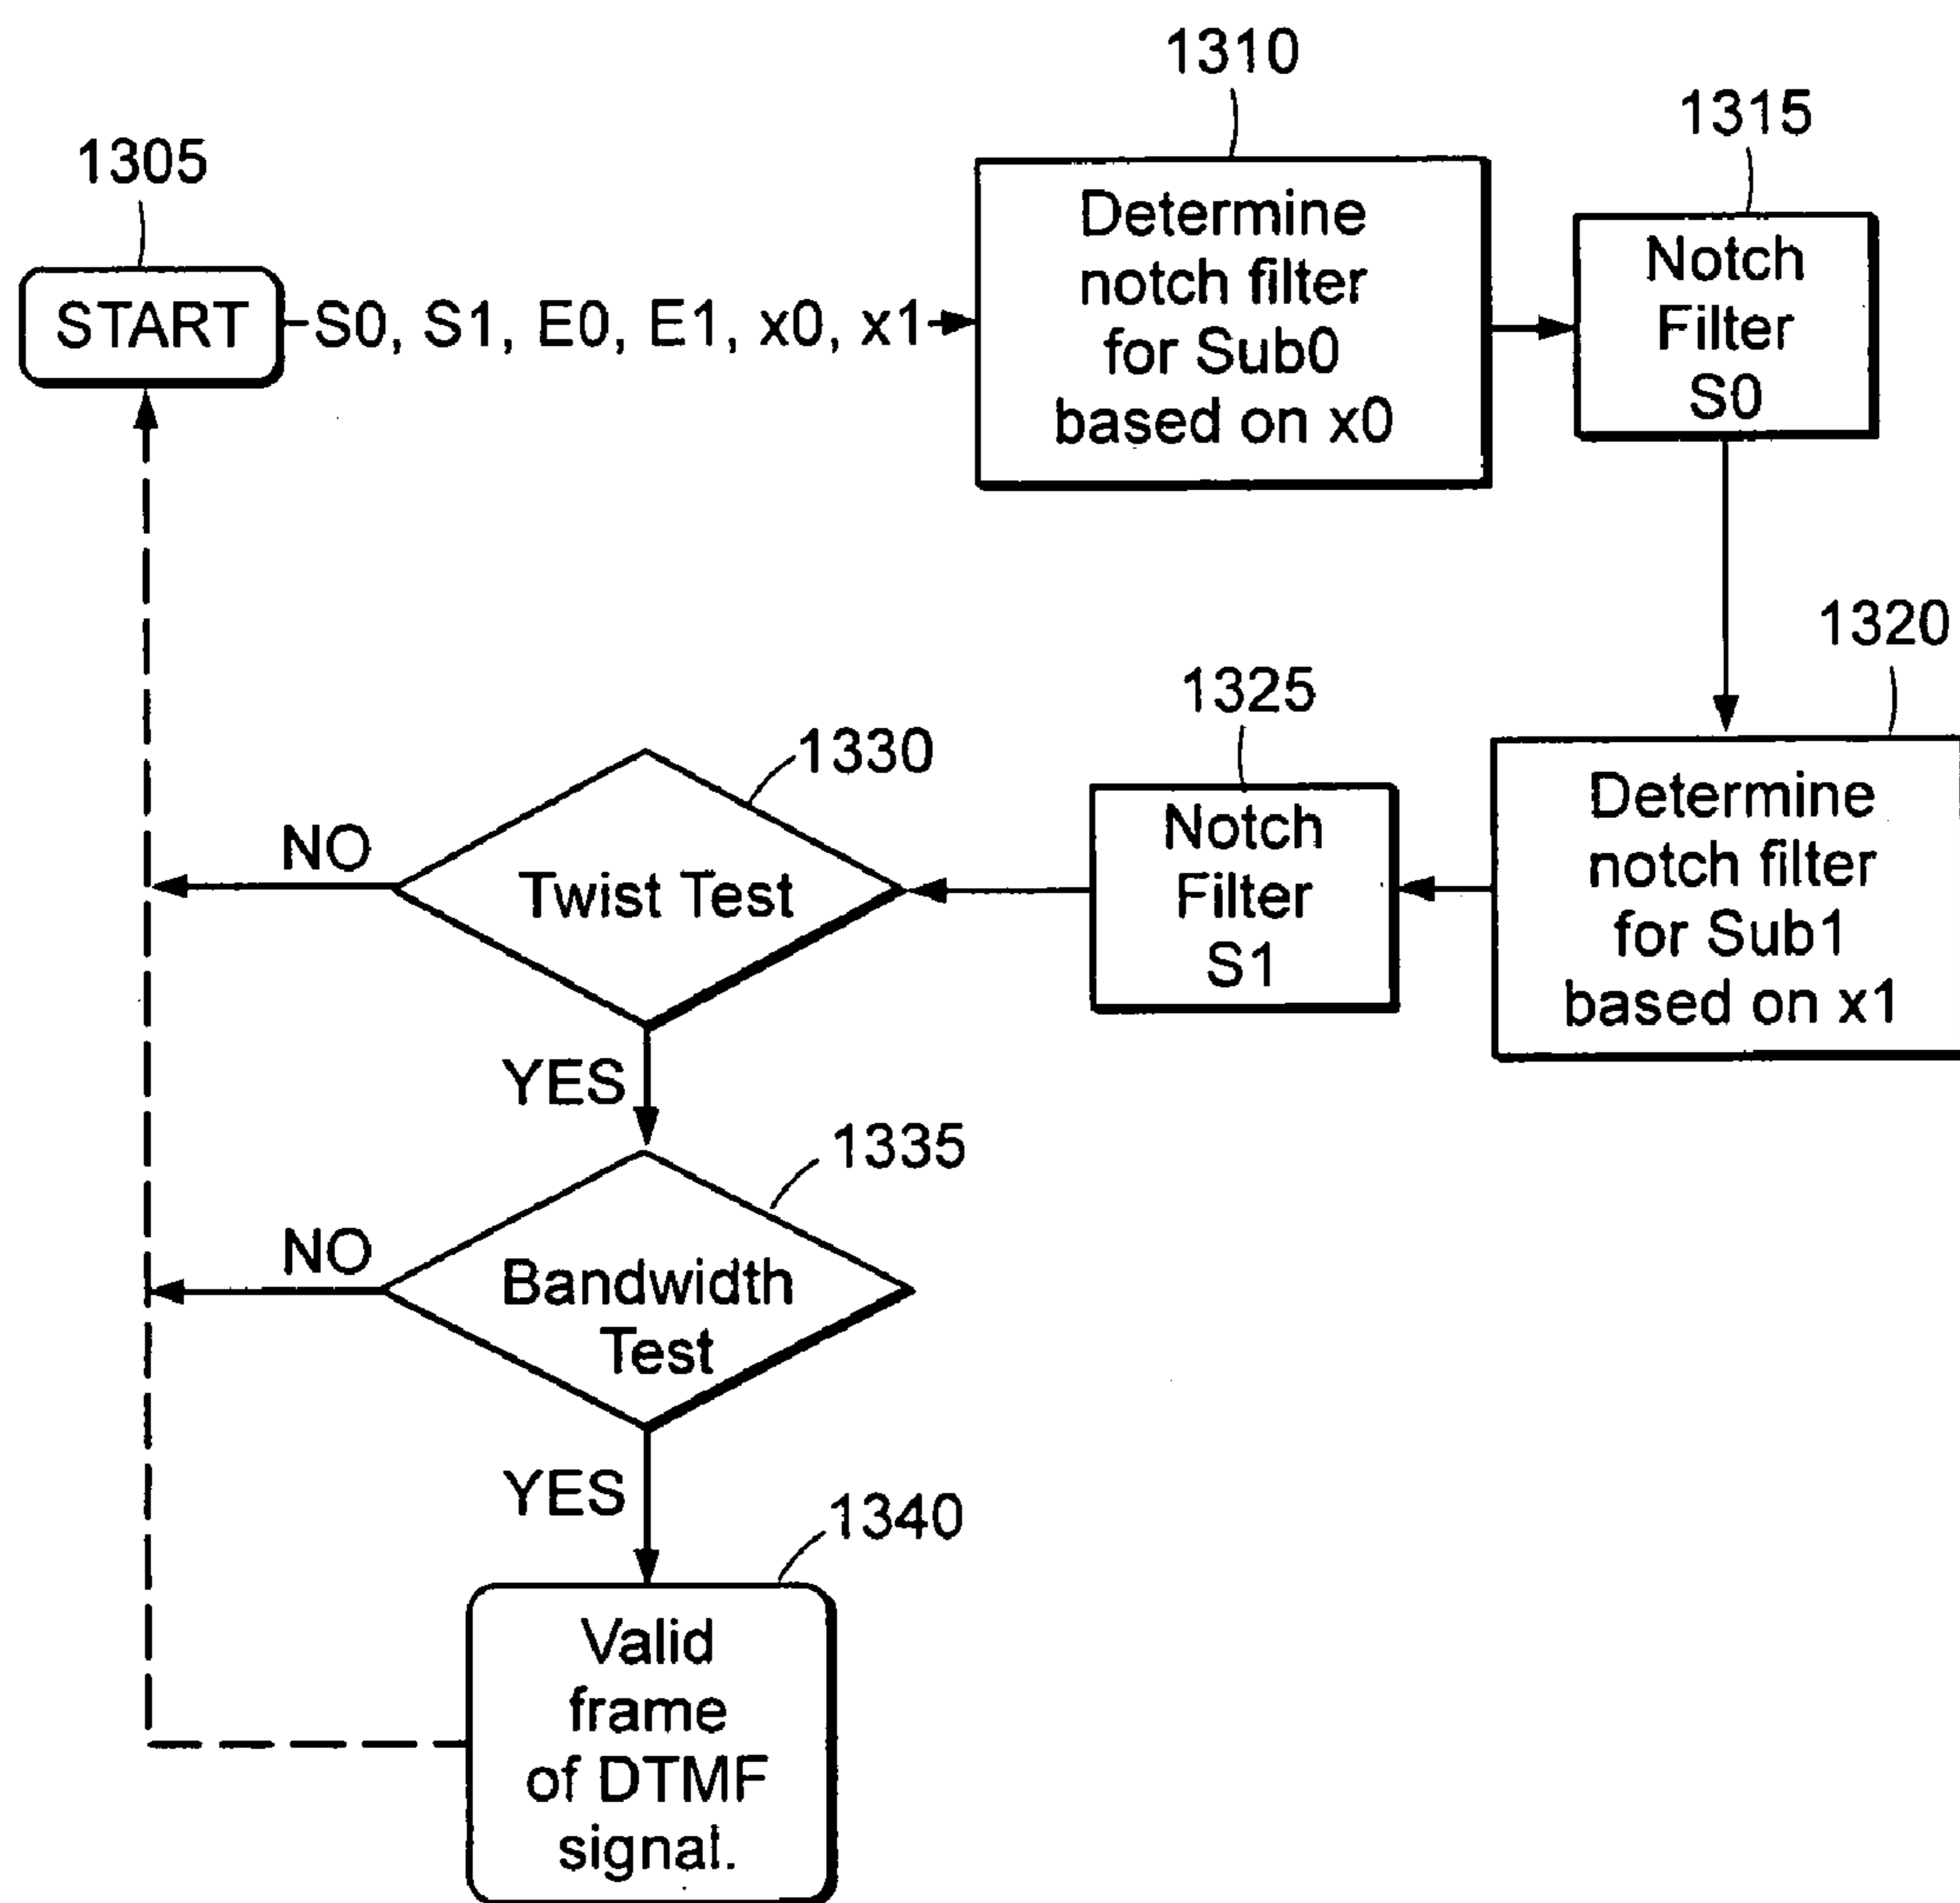 1305
START
S0, S1, E0, E1, x0, x1
1310
Determine
notch filter
for Sub0
based on x0
1315
Notch
Filter
S0
1320
Determine
notch filter
for Sub1
based on x1
1325
Notch
Filter
S1
1330
Twist Test
NO
YES
1335
Bandwidth
Test
NO
YES
1340
Valid
frame
of DTMF
signat.